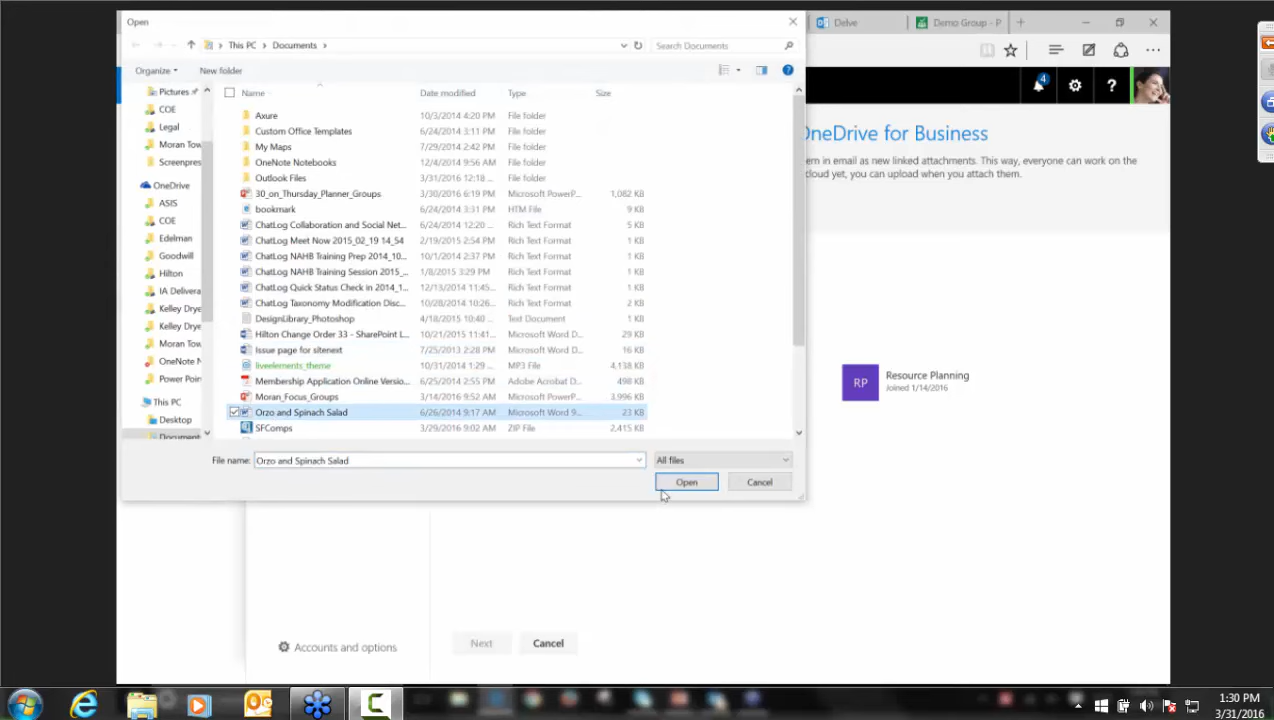 Open
This PC > Documents >
Search Documents
Organize
New folder
Pictures
COE
Legal
Moran Tow
Screenpres
OneDrive
ASIS
COE
Edelman
Goodwill
Hilton
IA Delivera
Kelley Drye
Kelley Drye
Moran Tow
OneNote N
Power Poin
This PC
Desktop
Document
Name Date modified Type Size
Axure 10/3/2014 4:20 PM File folder
Custom Office Templates 6/24/2014 3:11 PM File folder
My Maps 7/29/2014 2:42 PM File folder
OneNote Notebooks 12/4/2014 9:56 AM File folder
Outlook Files 3/31/2016 12:18 ... File folder
30_on_Thursday_Planner_Groups 3/30/2016 6:19 PM Microsoft PowerP... 1,082 KB
bookmark 6/24/2014 3:31 PM HTM File 9 KB
ChatLog Collaboration and Social Net... 6/24/2014 12:20 ... Rich Text Format 5 KB
ChatLog Meet Now 2015_02_19 14_54 2/19/2015 2:54 PM Rich Text Format 1 KB
ChatLog NAHB Training Prep 2014_10... 10/1/2014 2:37 PM Rich Text Format 1 KB
ChatLog NAHB Training Session 2015_... 1/8/2015 3:29 PM Rich Text Format 1 KB
ChatLog Quick Status Check in 2014_1... 12/13/2014 11:45... Rich Text Format 1 KB
ChatLog Taxonomy Modification Disc... 10/28/2014 10:26... Rich Text Format 2 KB
DesignLibrary_Photoshop 4/18/2015 10:40 ... Text Document 1 KB
Hilton Change Order 33 - SharePoint L... 10/21/2015 11:41... Microsoft Word D... 29 KB
Issue page for sitenext 7/25/2013 2:28 PM Microsoft Word D... 16 KB
liveelements_theme 10/31/2014 1:29 ... MP3 File 4,138 KB
Membership Application Online Versio... 6/25/2014 2:55 PM Adobe Acrobat D... 498 KB
Moran_Focus_Groups 3/14/2016 9:52 AM Microsoft PowerP... 3,996 KB
Orzo and Spinach Salad 6/26/2014 9:17 AM Microsoft Word 9... 23 KB
SFComps 3/29/2016 9:02 AM ZIP File 2,415 KB
File name: Orzo and Spinach Salad All files
Open Cancel
Delve Demo Group - P
4
OneDrive for Business
em in email as new linked attachments. This way, everyone can work on the
cloud yet, you can upload when you attach them.
RP
Resource Planning
Joined 1/14/2016
Accounts and options
Next Cancel
1:30 PM
3/31/2016